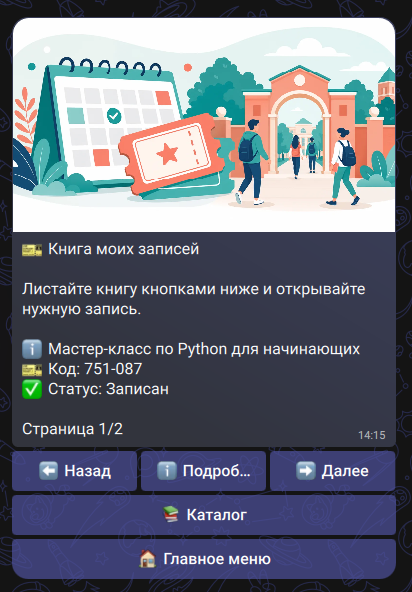 🎫 Книга моих записей
Листайте книгу кнопками ниже и открывайте
нужную запись.
ℹ️ Мастер-класс по Python для начинающих
🎫 Код: 751-087
✅ Статус: Записан
Страница 1/2
14:15
⬅️ Назад
ℹ️ Подроб...
➡️ Далее
📚 Каталог
🏠 Главное меню